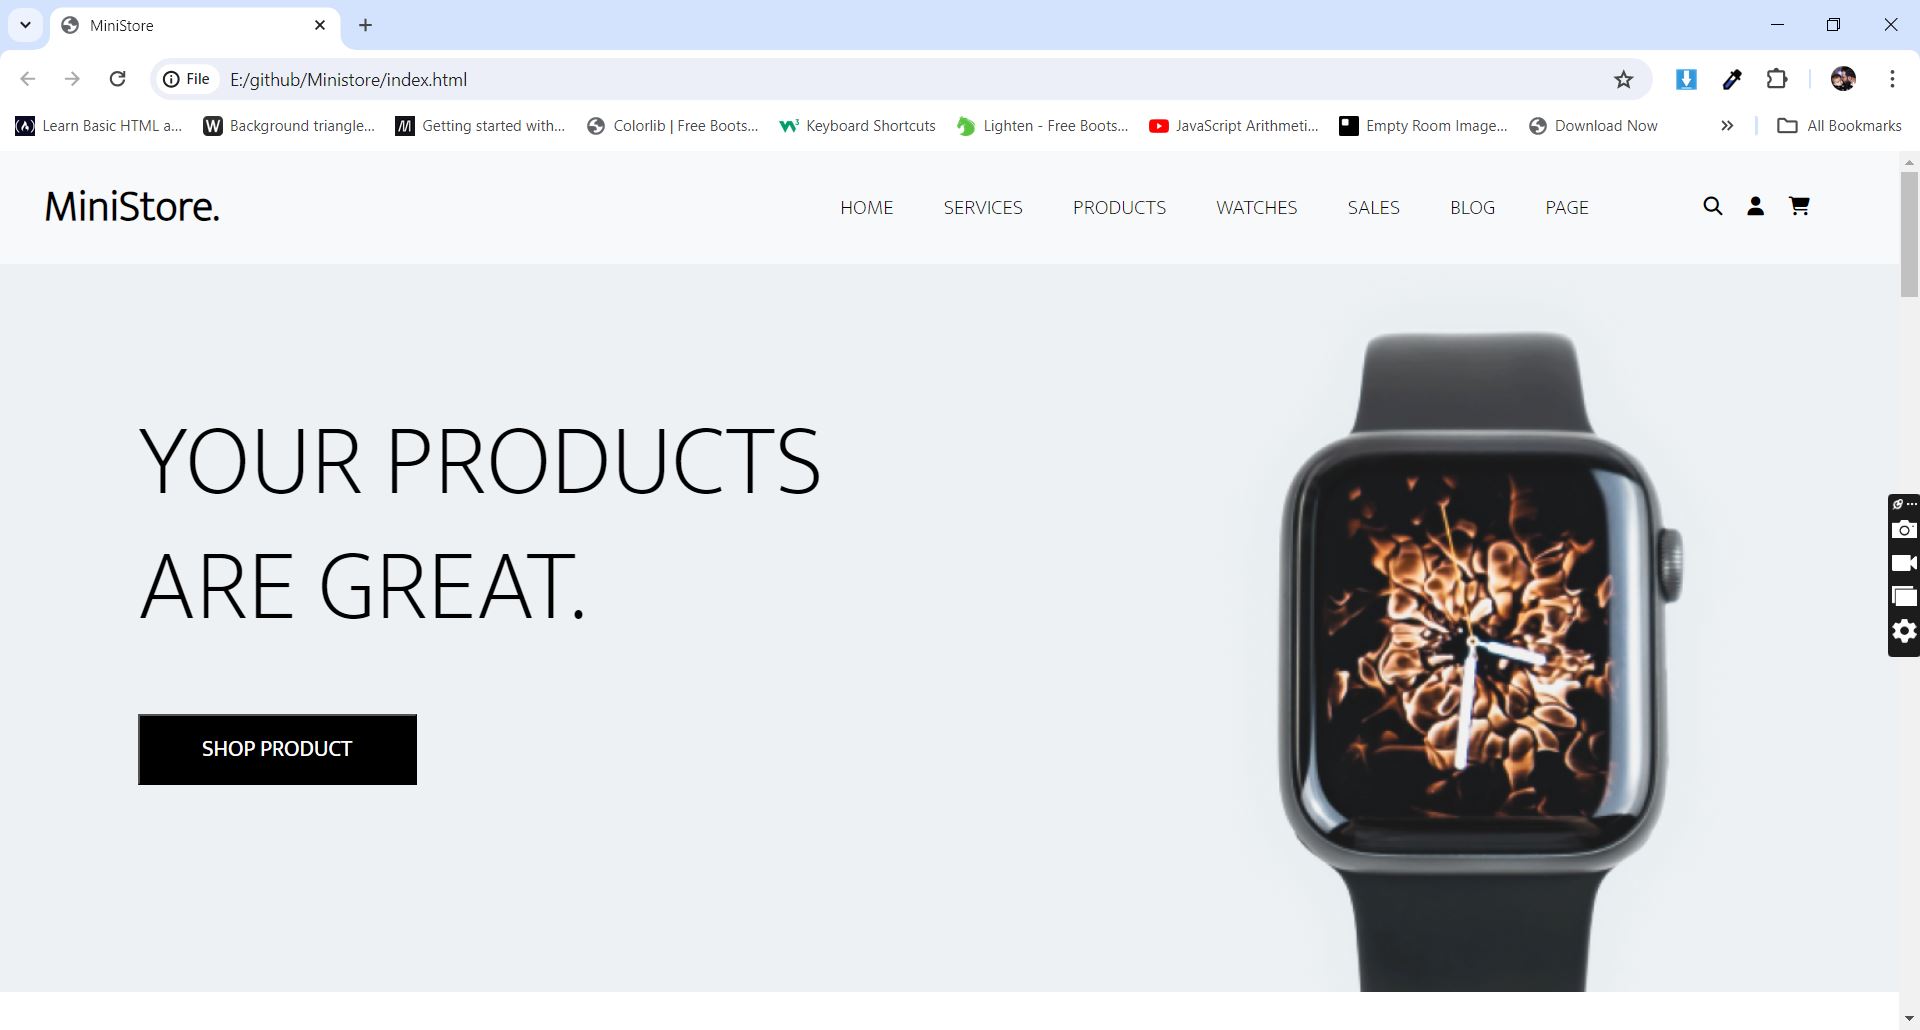 MiniStore
File
E:/github/Ministore/index.html
Learn Basic HTML a...
Background triangle...
Getting started with...
Colorlib | Free Boots...
Keyboard Shortcuts
Lighten - Free Boots...
JavaScript Arithmeti...
Empty Room Image...
Download Now
All Bookmarks
MiniStore.
HOME
SERVICES
PRODUCTS
WATCHES
SALES
BLOG
PAGE
YOUR PRODUCTS
ARE GREAT.
SHOP PRODUCT